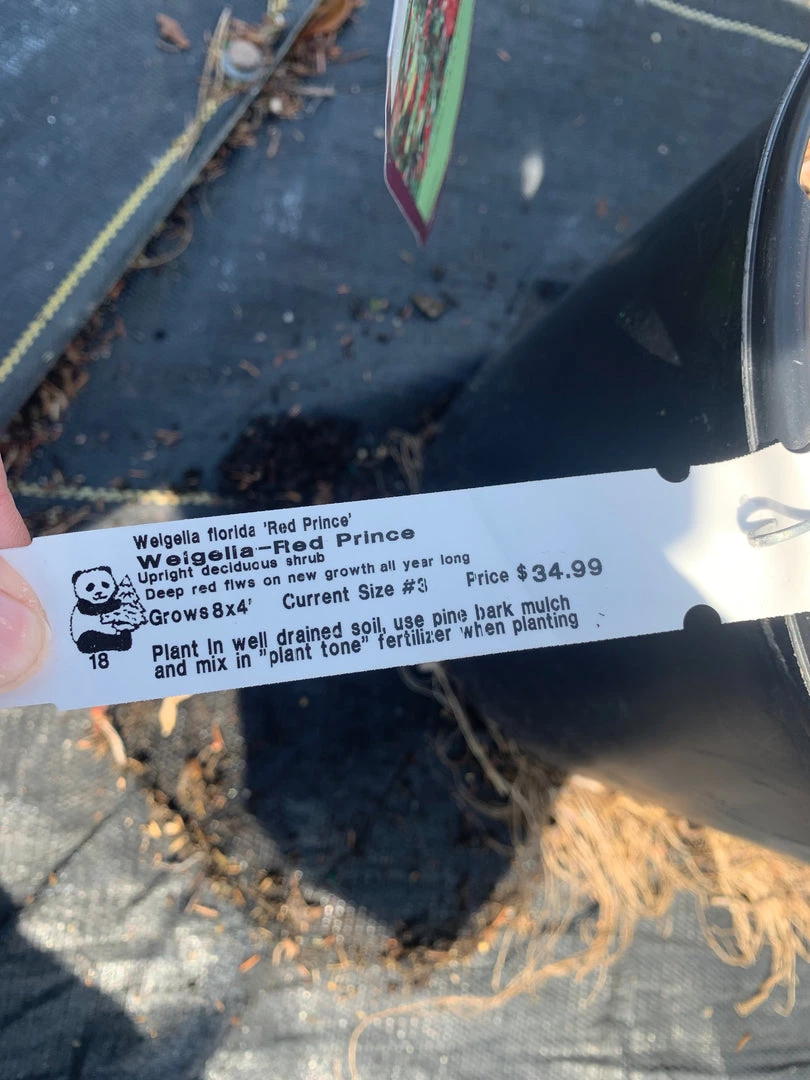 Weigella florida 'Red Prince'
Weigella-Red Prince
Upright deciduous shrub
Deep red flws on new growth all year long
Grows 8x4' Current Size #3 Price $34.99
Plant in well drained soil, use pine bark mulch
and mix in "plant tone" fertilizer when planting
18